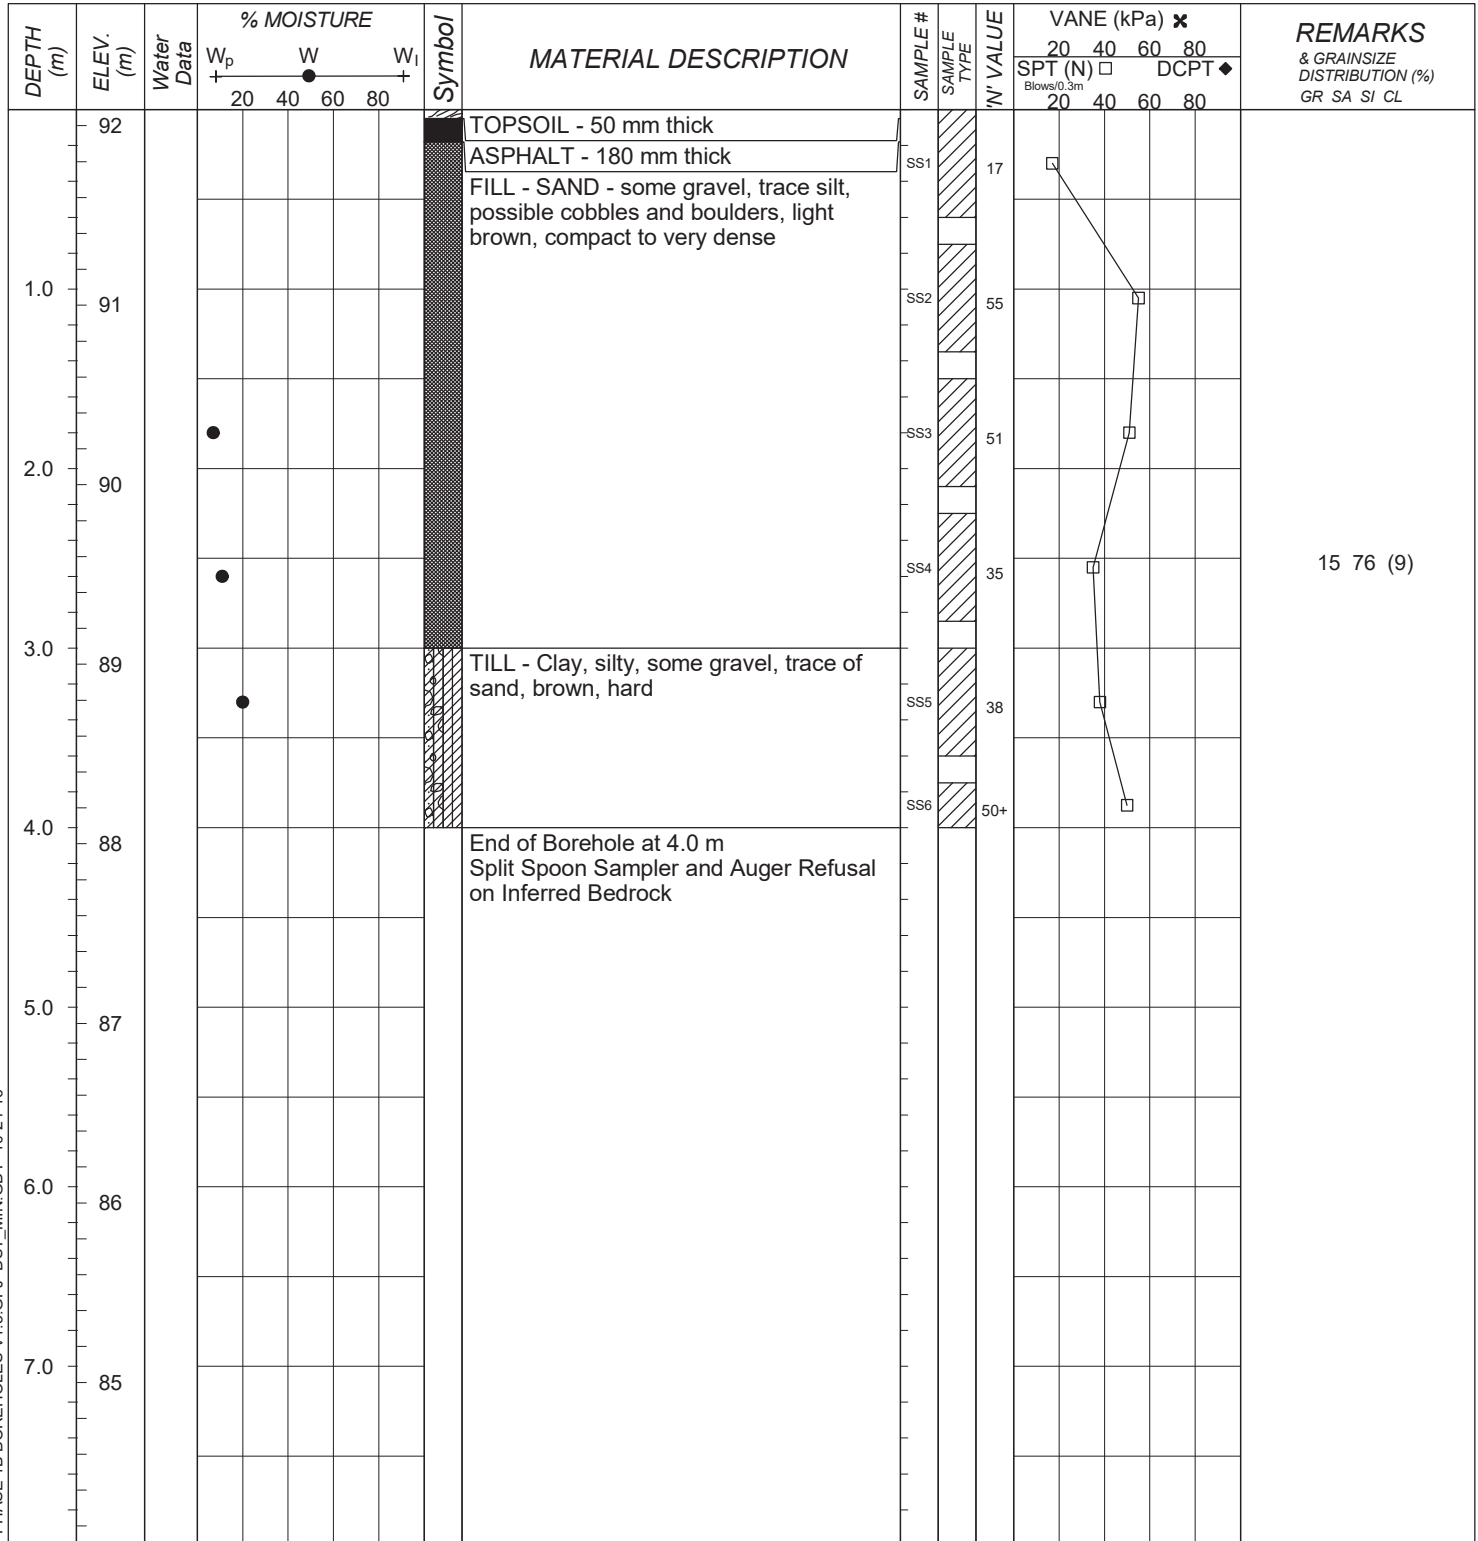 DEPTH (m)
ELEV. (m)
Water Data
% MOISTURE
Wp W Wl
20 40 60 80
Symbol
MATERIAL DESCRIPTION
SAMPLE #
SAMPLE TYPE
'N' VALUE
VANE (kPa) ✖
20 40 60 80
SPT (N) □ DCPT ◆
Blows/0.3m
20 40 60 80
REMARKS
& GRAINSIZE
DISTRIBUTION (%)
GR SA SI CL
92
TOPSOIL - 50 mm thick
ASPHALT - 180 mm thick
SS1 17
FILL - SAND - some gravel, trace silt,
possible cobbles and boulders, light
brown, compact to very dense
1.0 91 SS2 55
SS3 51
2.0 90
SS4 35 15 76 (9)
3.0 89
TILL - Clay, silty, some gravel, trace of
sand, brown, hard
SS5 38
SS6 50+
4.0 88
End of Borehole at 4.0 m
Split Spoon Sampler and Auger Refusal
on Inferred Bedrock
5.0 87
6.0 86
7.0 85